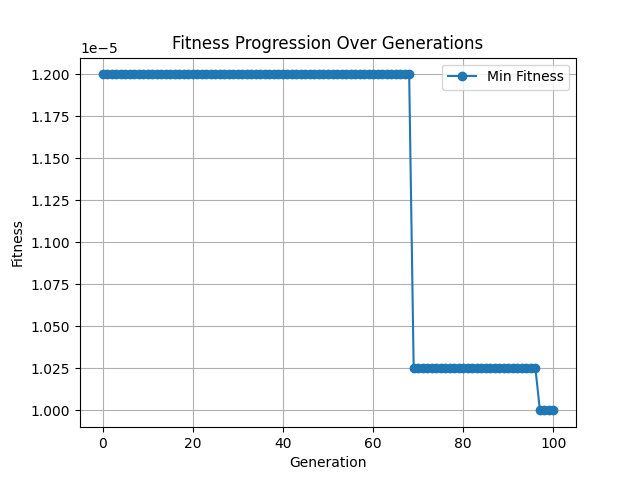 Fitness Progression Over Generations
1e−5
1.200
1.175
1.150
1.125
1.100
1.075
1.050
1.025
1.000
Fitness
Min Fitness
0 20 40 60 80 100
Generation